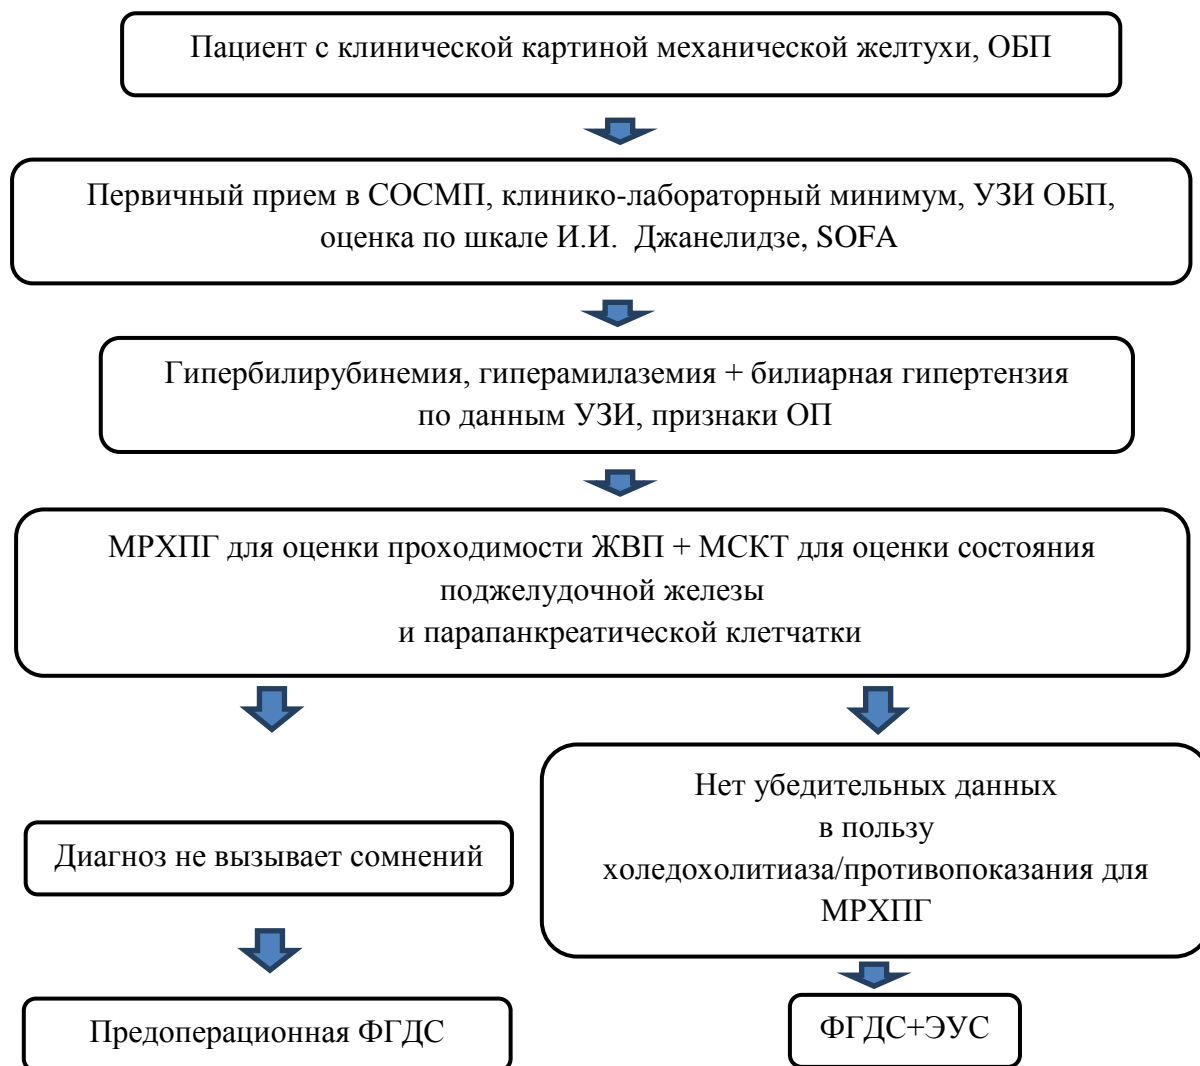 Пациент с клинической картиной механической желтухи, ОБП
Первичный прием в СОСМП, клинико-лабораторный минимум, УЗИ ОБП,
оценка по шкале И.И. Джанелидзе, SOFA
Гипербилирубинемия, гиперамилаземия + билиарная гипертензия
по данным УЗИ, признаки ОП
МРХПГ для оценки проходимости ЖВП + МСКТ для оценки состояния
поджелудочной железы
и парапанкреатической клетчатки
Нет убедительных данных
в пользу
холедохолитиаза/противопоказания для
МРХПГ
Диагноз не вызывает сомнений
Предоперационная ФГДС
ФГДС+ЭУС